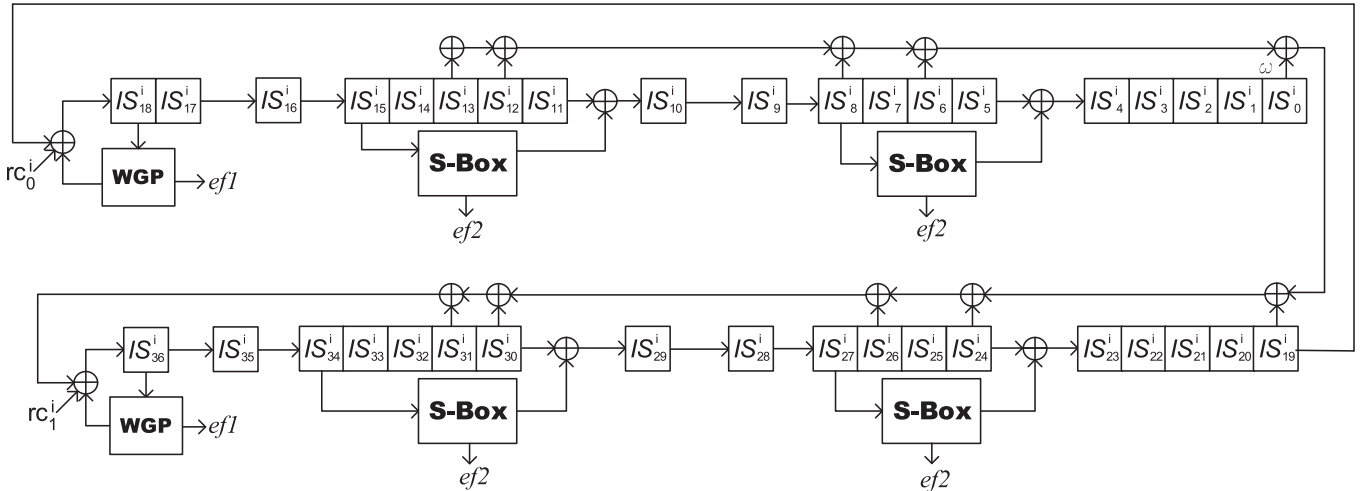 ω
IS^i_18 IS^i_17 IS^i_16 IS^i_15 IS^i_14 IS^i_13 IS^i_12 IS^i_11 IS^i_10 IS^i_9 IS^i_8 IS^i_7 IS^i_6 IS^i_5 IS^i_4 IS^i_3 IS^i_2 IS^i_1 IS^i_0
rc^i_0 WGP ef1 S-Box S-Box
ef2 ef2
IS^i_36 IS^i_35 IS^i_34 IS^i_33 IS^i_32 IS^i_31 IS^i_30 IS^i_29 IS^i_28 IS^i_27 IS^i_26 IS^i_25 IS^i_24 IS^i_23 IS^i_22 IS^i_21 IS^i_20 IS^i_19
rc^i_1 WGP ef1 S-Box S-Box
ef2 ef2